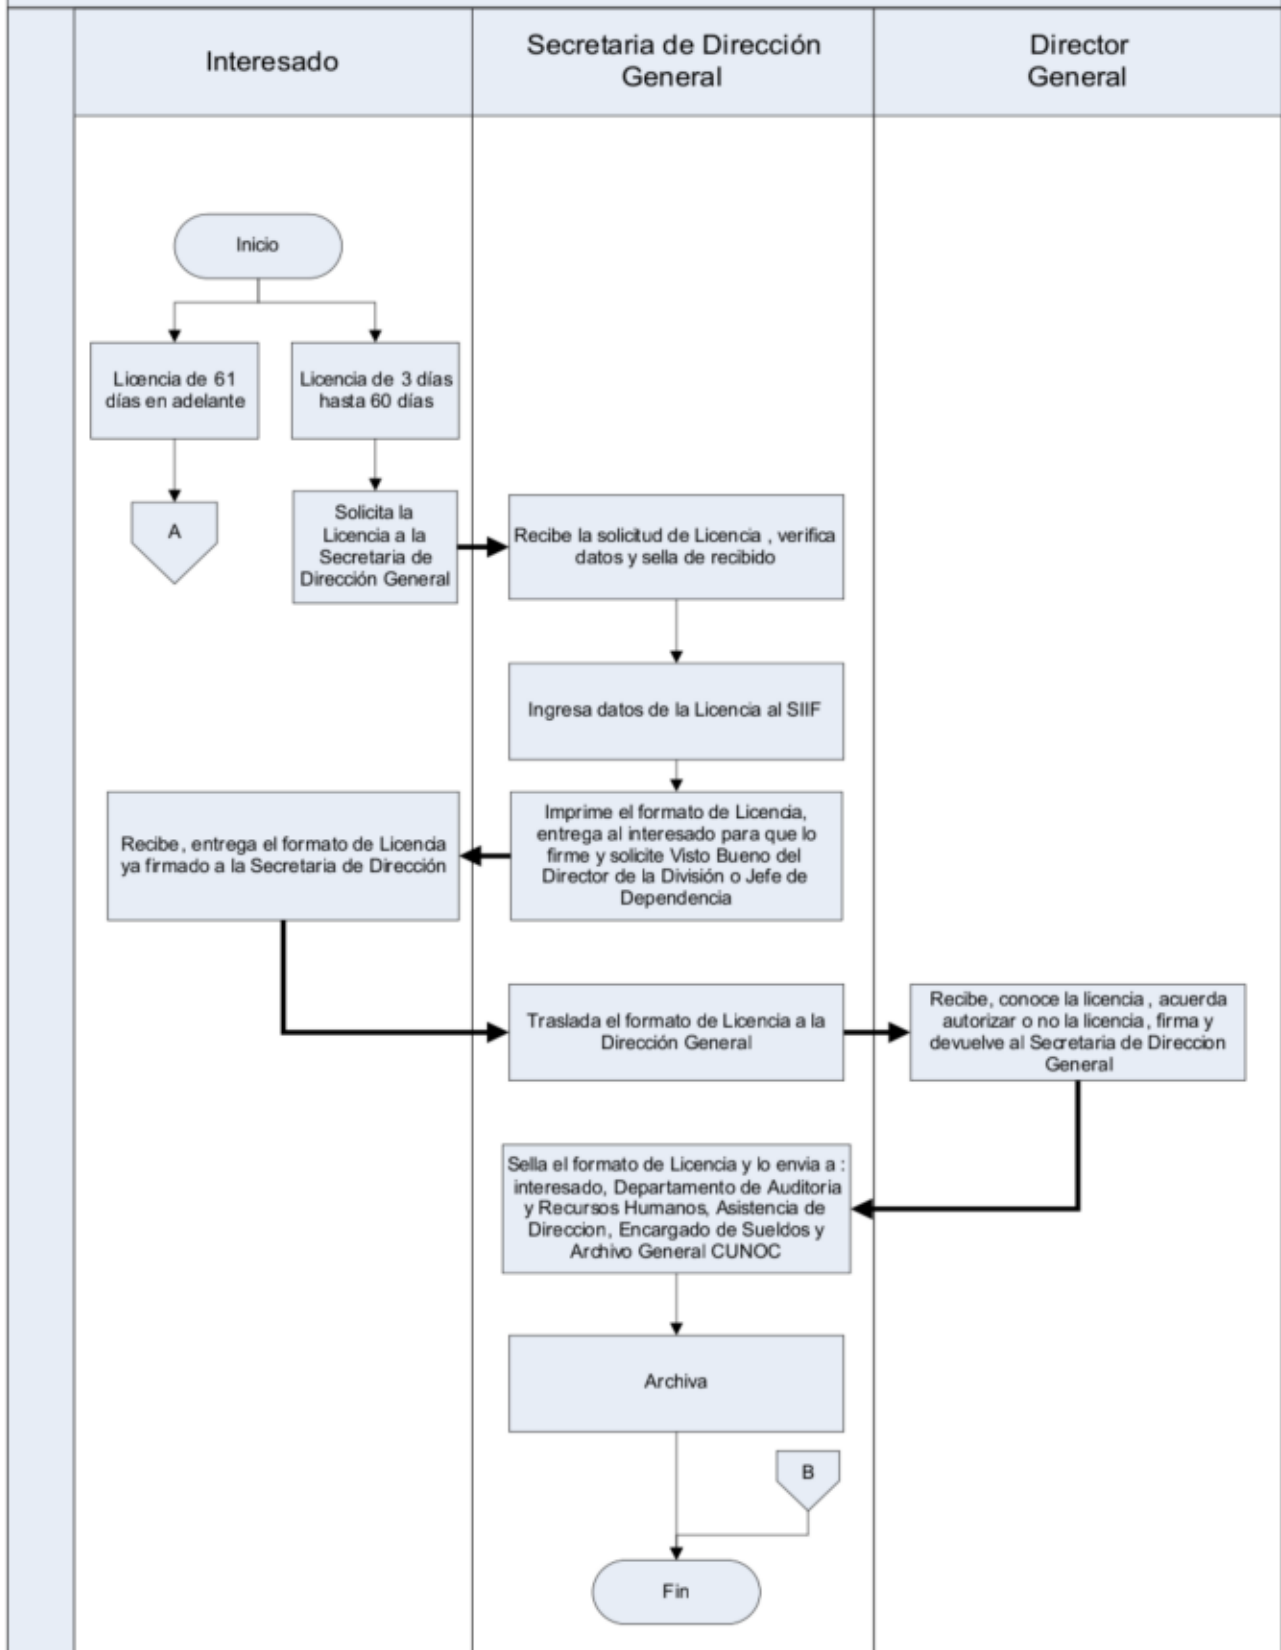 Interesado
Secretaria de Dirección
General
Director
General
Inicio
Licencia de 61
días en adelante
Licencia de 3 días
hasta 60 días
A
Solicita la
Licencia a la
Secretaria de
Dirección General
Recibe la solicitud de Licencia , verifica
datos y sella de recibido
Ingresa datos de la Licencia al SIIF
Imprime el formato de Licencia,
entrega al interesado para que lo
firme y solicite Visto Bueno del
Director de la División o Jefe de
Dependencia
Recibe, entrega el formato de Licencia
ya firmado a la Secretaria de Dirección
Traslada el formato de Licencia a la
Dirección General
Recibe, conoce la licencia , acuerda
autorizar o no la licencia, firma y
devuelve al Secretaria de Direccion
General
Sella el formato de Licencia y lo envia a :
interesado, Departamento de Auditoria
y Recursos Humanos, Asistencia de
Direccion, Encargado de Sueldos y
Archivo General CUNOC
Archiva
B
Fin